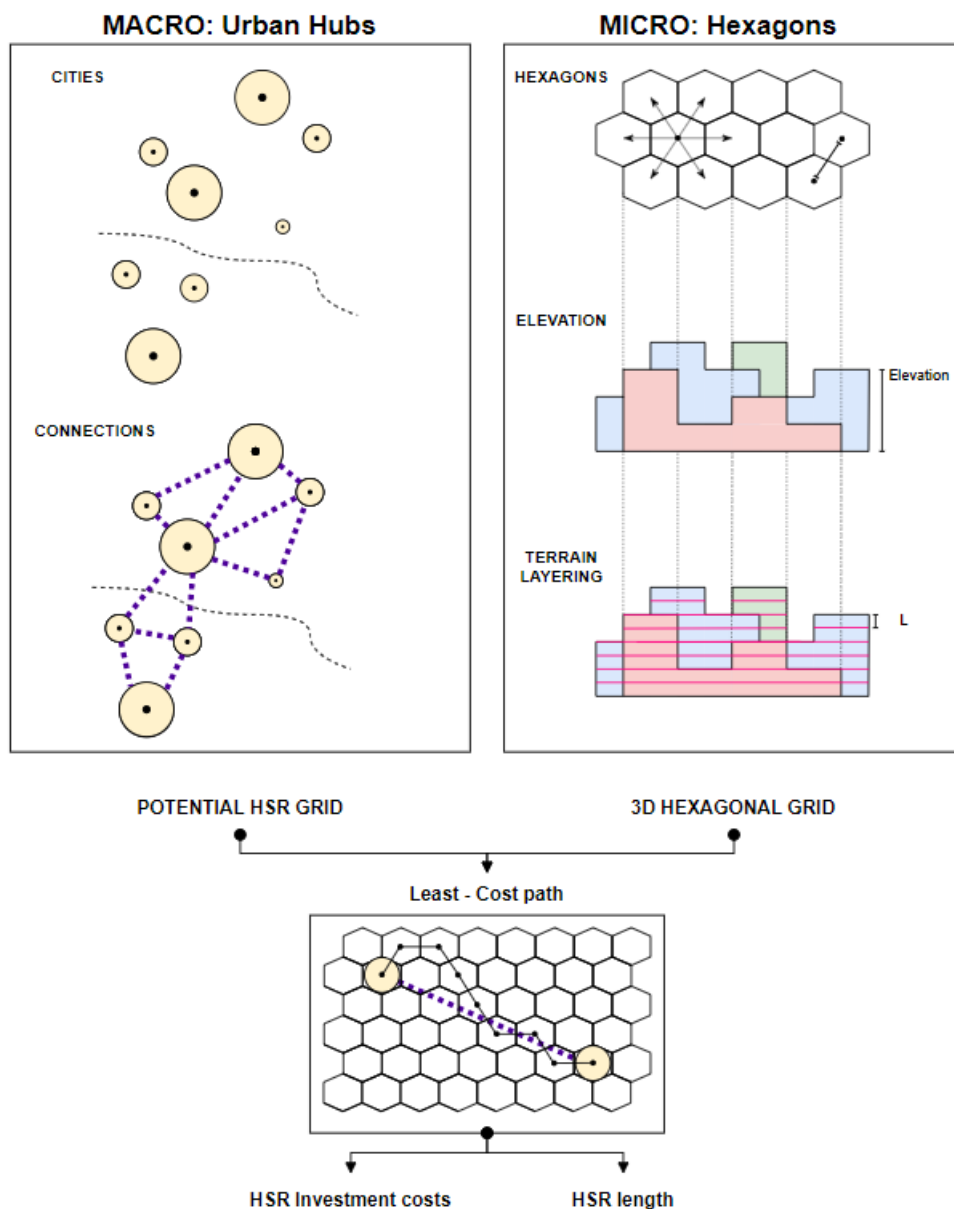 MACRO: Urban Hubs
CITIES
CONNECTIONS
MICRO: Hexagons
HEXAGONS
ELEVATION
Elevation
TERRAIN
LAYERING
L
POTENTIAL HSR GRID
3D HEXAGONAL GRID
Least - Cost path
HSR Investment costs
HSR length